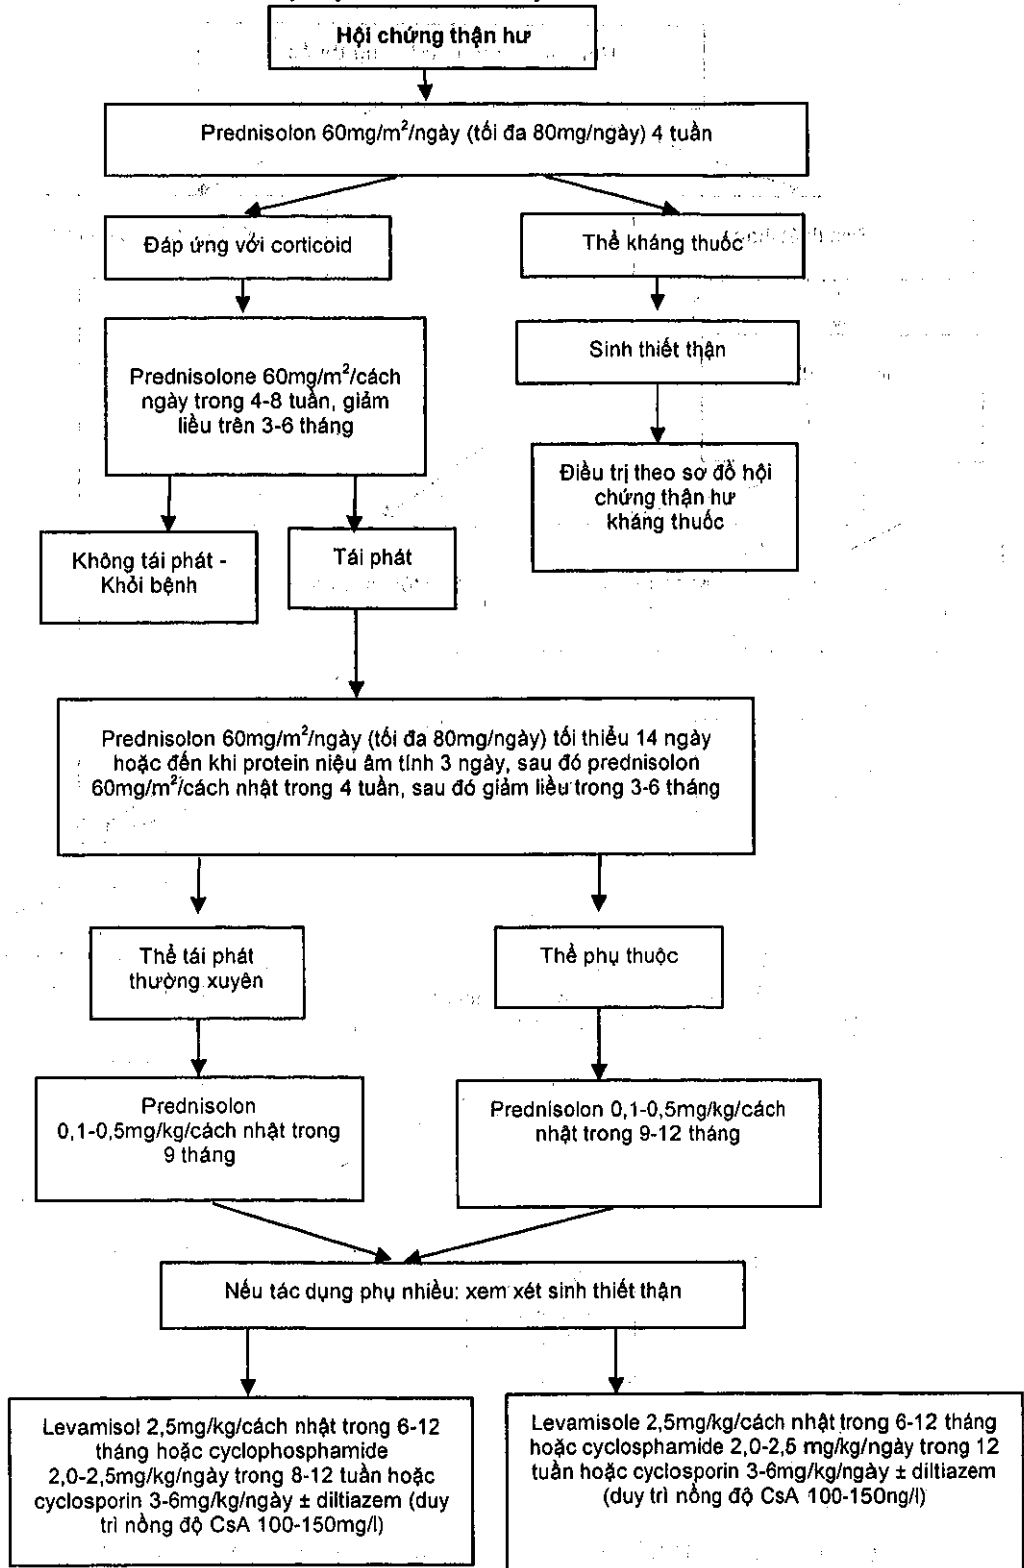 Hội chứng thận hư
Prednisolon 60mg/m²/ngày (tối đa 80mg/ngày) 4 tuần
Đáp ứng với corticoid
Thể kháng thuốc
Prednisolone 60mg/m²/cách
ngày trong 4-8 tuần, giảm
liều trên 3-6 tháng
Sinh thiết thận
Điều trị theo sơ đồ hội
chứng thận hư
kháng thuốc
Không tái phát -
Khỏi bệnh
Tái phát
Prednisolon 60mg/m²/ngày (tối đa 80mg/ngày) tối thiểu 14 ngày
hoặc đến khi protein niệu âm tính 3 ngày, sau đó prednisolon
60mg/m²/cách nhật trong 4 tuần, sau đó giảm liều trong 3-6 tháng
Thể tái phát
thường xuyên
Thể phụ thuộc
Prednisolon
0,1-0,5mg/kg/cách nhật trong
9 tháng
Prednisolon 0,1-0,5mg/kg/cách
nhật trong 9-12 tháng
Nếu tác dụng phụ nhiều: xem xét sinh thiết thận
Levamisol 2,5mg/kg/cách nhật trong 6-12
tháng hoặc cyclophosphamide
2,0-2,5mg/kg/ngày trong 8-12 tuần hoặc
cyclosporin 3-6mg/kg/ngày ± diltiazem (duy
trì nồng độ CsA 100-150mg/l)
Levamisole 2,5mg/kg/cách nhật trong 6-12 tháng
hoặc cyclosphamide 2,0-2,5 mg/kg/ngày trong 12
tuần hoặc cyclosporin 3-6mg/kg/ngày ± diltiazem
(duy trì nồng độ CsA 100-150ng/l)